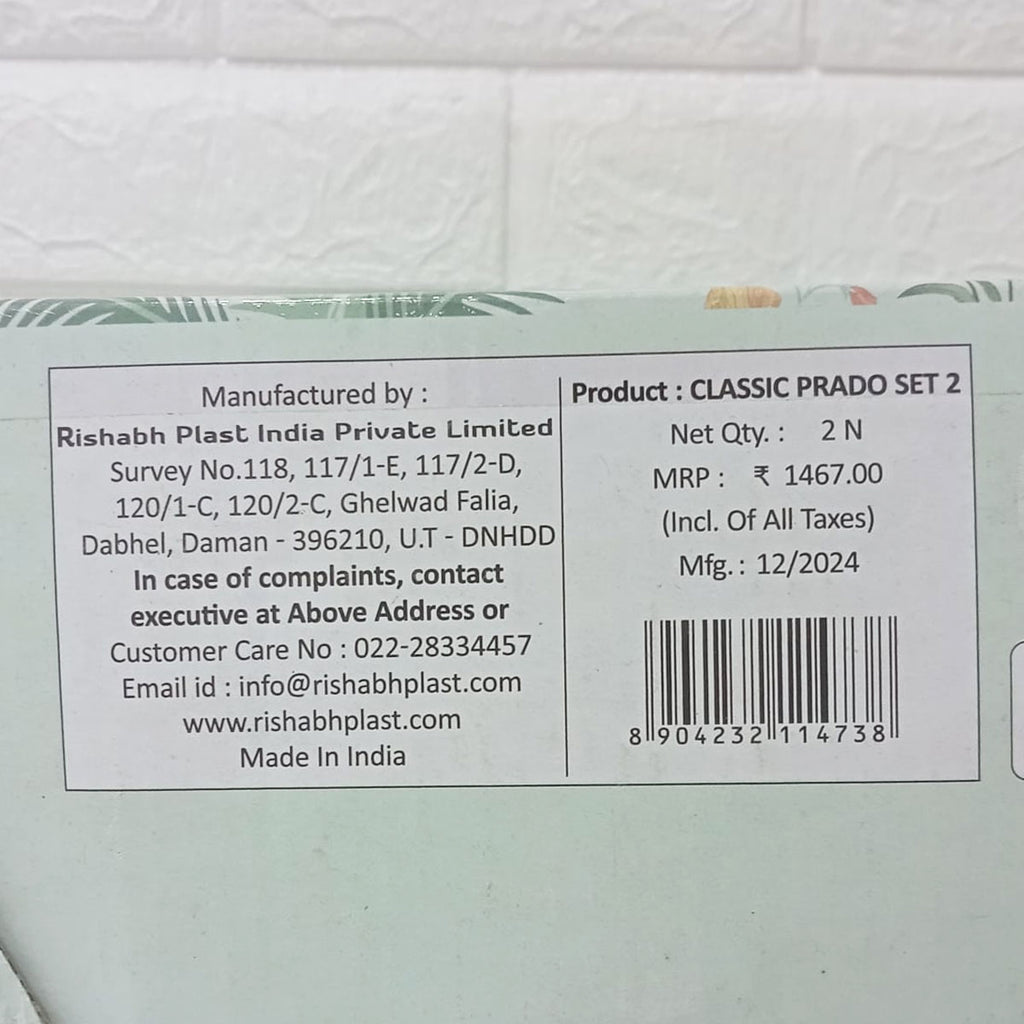 Manufactured by :
Rishabh Plast India Private Limited
Survey No.118, 117/1-E, 117/2-D,
120/1-C, 120/2-C, Ghelwad Falia,
Dabhel, Daman - 396210, U.T - DNHDD
In case of complaints, contact
executive at Above Address or
Customer Care No : 022-28334457
Email id : info@rishabhplast.com
www.rishabhplast.com
Made In India
Product : CLASSIC PRADO SET 2
Net Qty. : 2 N
MRP : ₹ 1467.00
(Incl. Of All Taxes)
Mfg. : 12/2024
8 904232 114738